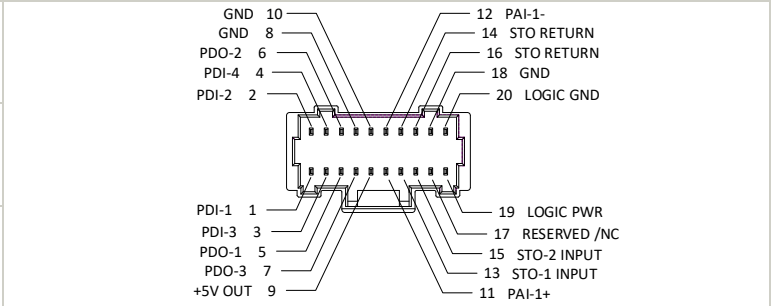 GND 10
GND 8
PDO-2 6
PDI-4 4
PDI-2 2
12 PAI-1-
14 STO RETURN
16 STO RETURN
18 GND
20 LOGIC GND
PDI-1 1
PDI-3 3
PDO-1 5
PDO-3 7
+5V OUT 9
19 LOGIC PWR
17 RESERVED /NC
15 STO-2 INPUT
13 STO-1 INPUT
11 PAI-1+